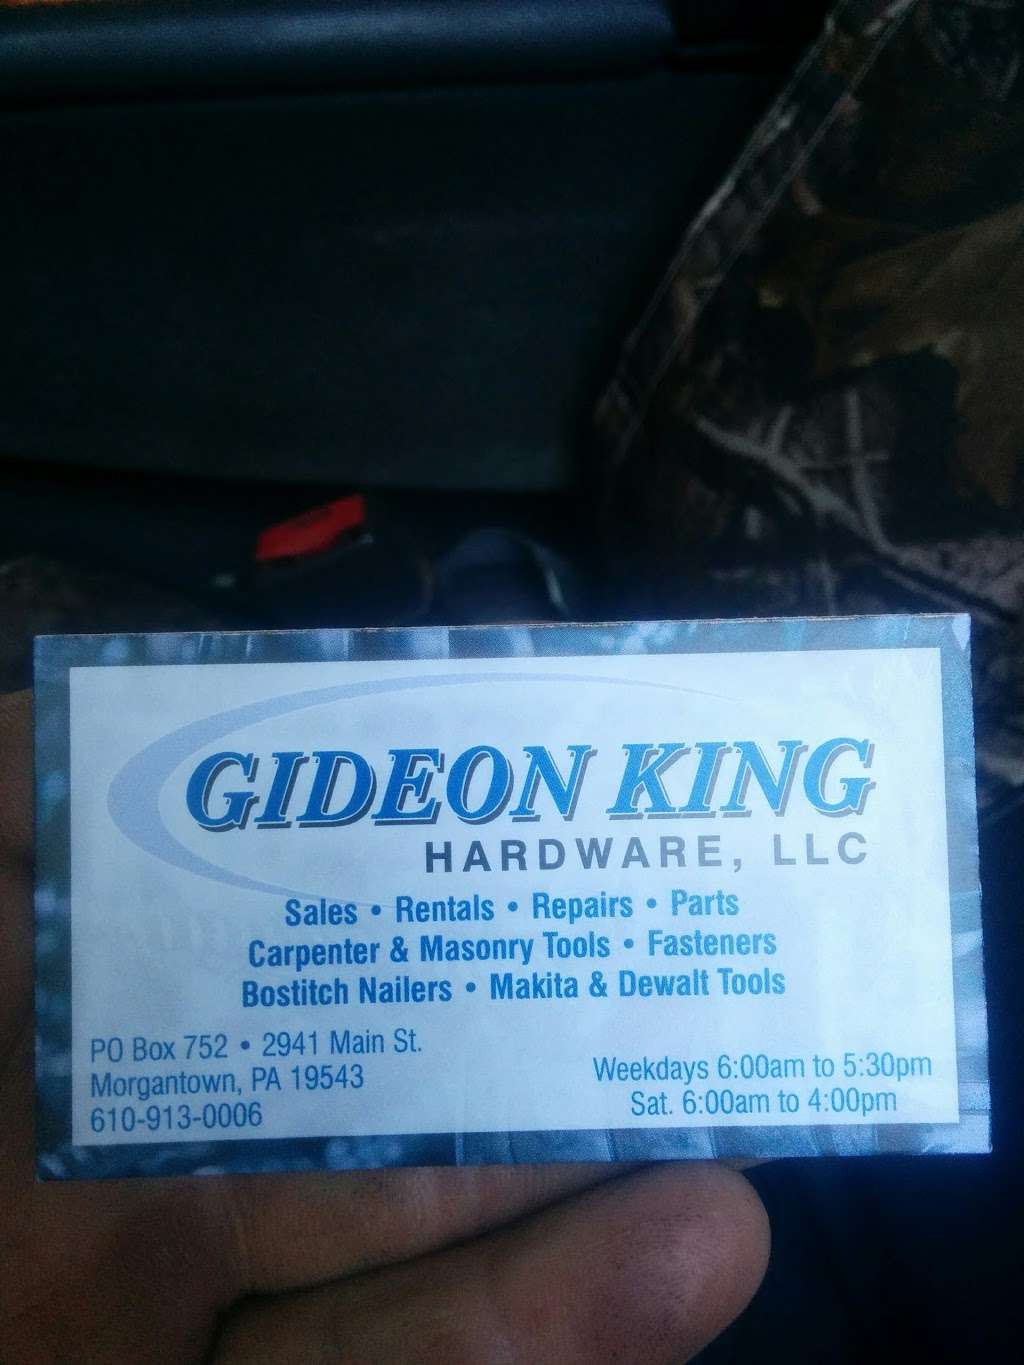 GIDEON KING
HARDWARE, LLC
Sales • Rentals • Repairs • Parts
Carpenter & Masonry Tools • Fasteners
Bostitch Nailers • Makita & Dewalt Tools
PO Box 752 • 2941 Main St.
Morgantown, PA 19543
610-913-0006
Weekdays 6:00am to 5:30pm
Sat. 6:00am to 4:00pm